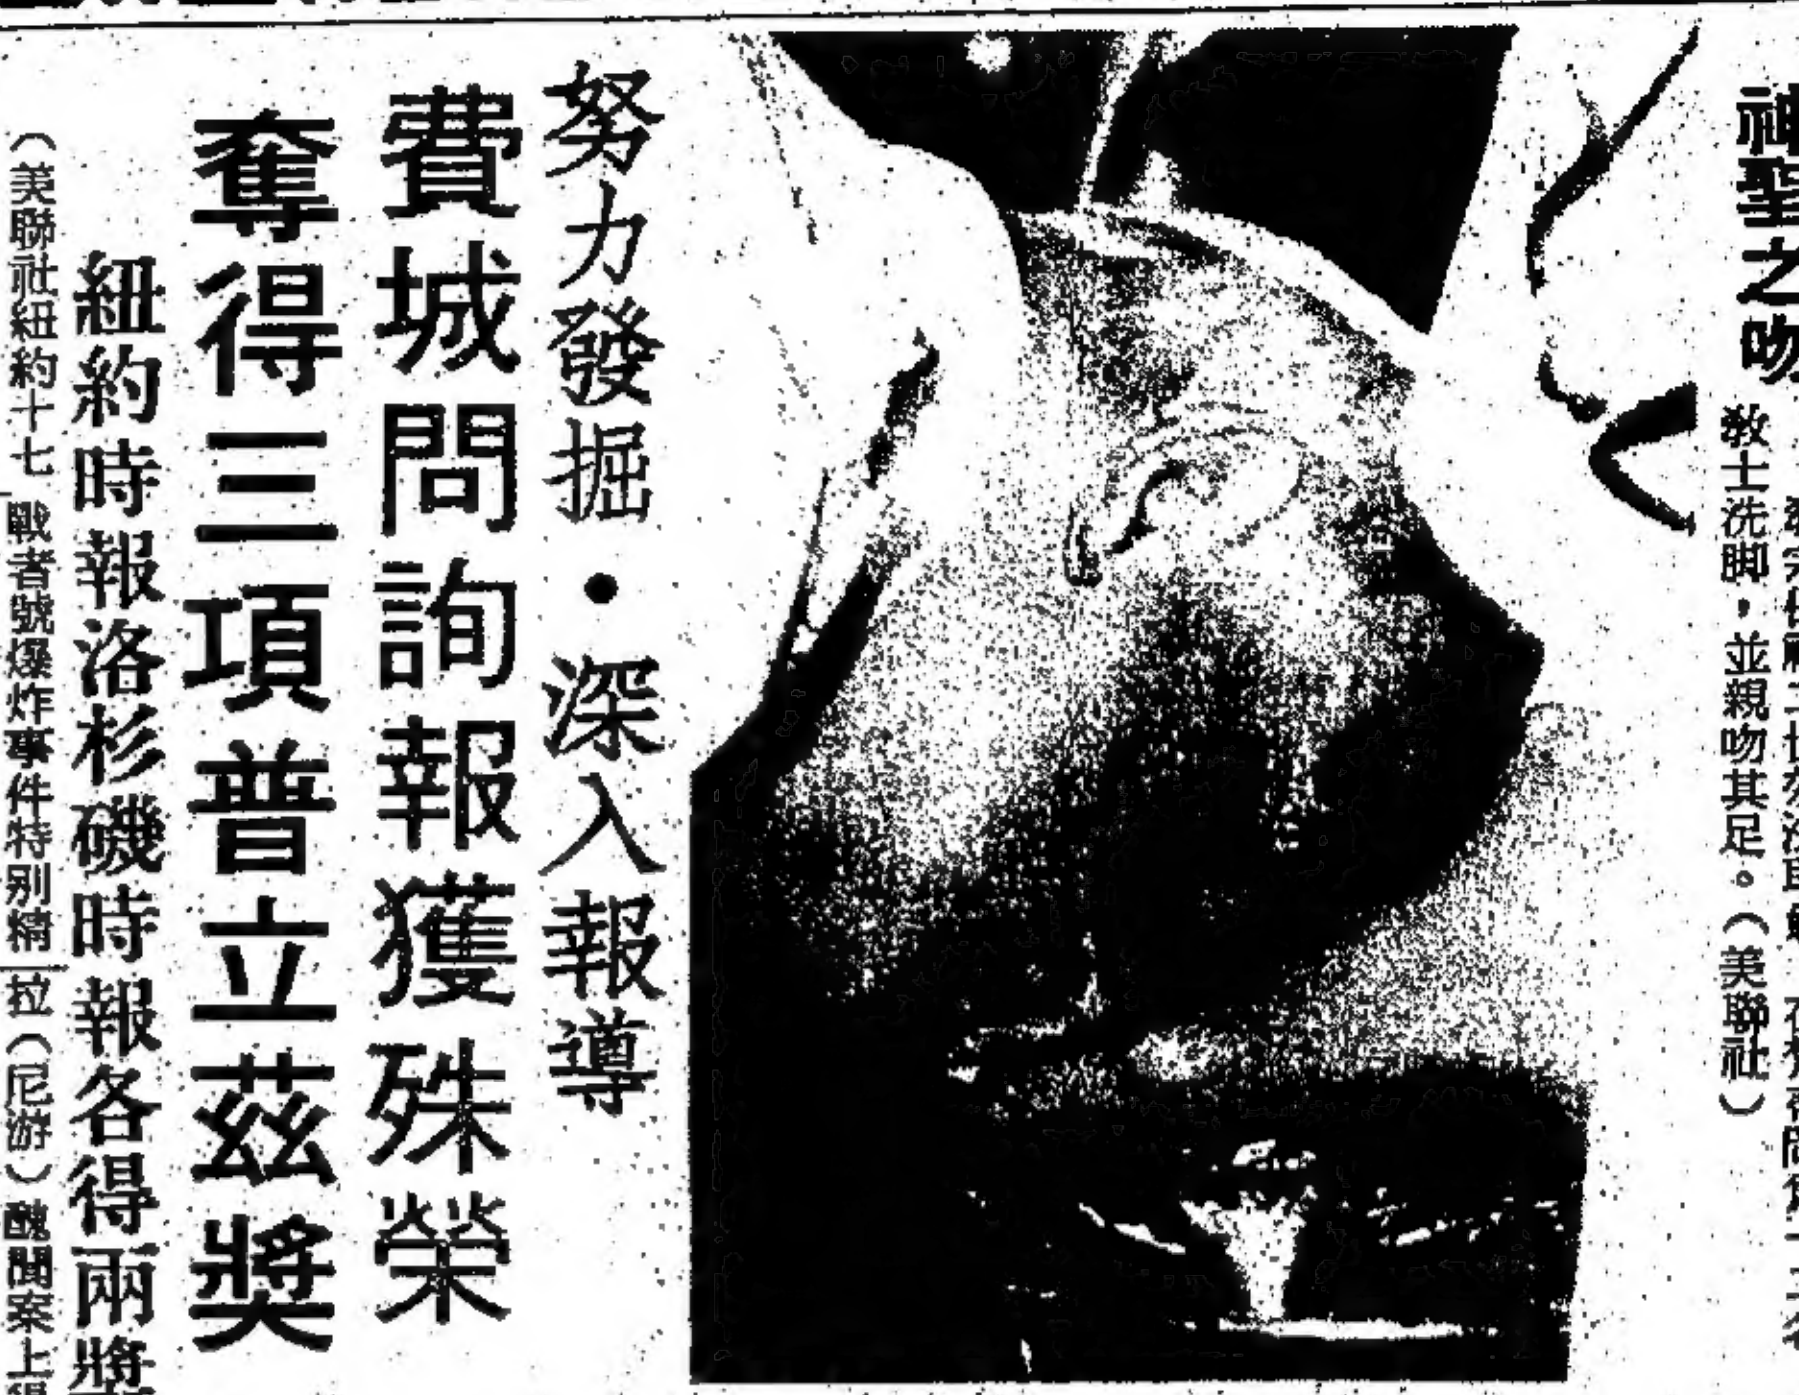 神聖之吻
教士洗脚，並親吻其足。（美聯社）
努力發掘・深入報導
費城問詢報獲殊榮
奪得三項普立茲獎
紐約時報洛杉磯時報各得兩獎
（美聯社紐約十七
戰者號爆炸事件特别精
拉（尼游）醜聞案上